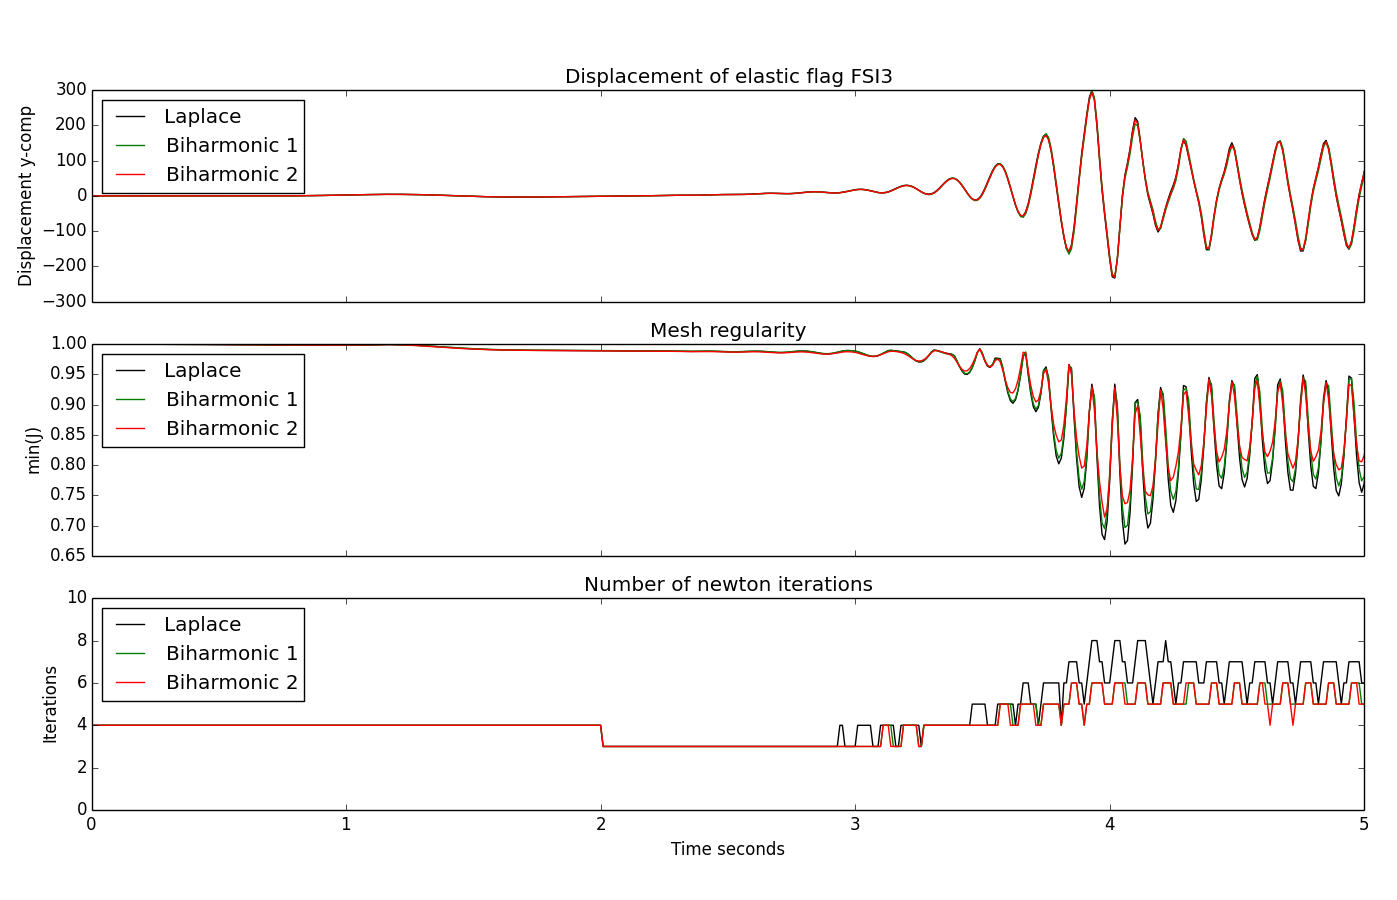 Displacement of elastic flag FSI3
300
200
100
0
−100
−200
−300
Displacement y-comp
Laplace
Biharmonic 1
Biharmonic 2
Mesh regularity
1.00
0.95
0.90
0.85
0.80
0.75
0.70
0.65
min(J)
Laplace
Biharmonic 1
Biharmonic 2
Number of newton iterations
10
8
6
4
2
0
Iterations
Laplace
Biharmonic 1
Biharmonic 2
0 1 2 3 4 5
Time seconds